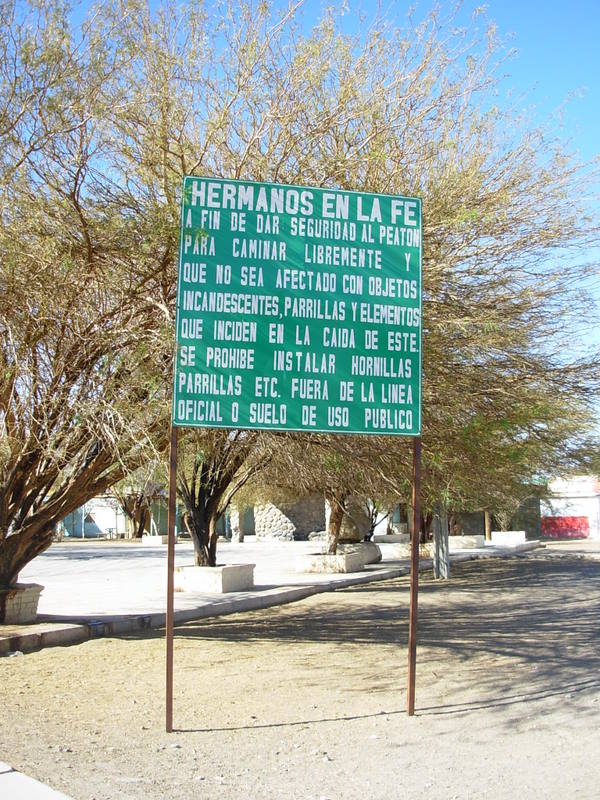 HERMANOS EN LA FE
A FIN DE DAR SEGURIDAD AL PEATON
PARA CAMINAR LIBREMENTE Y
QUE NO SEA AFECTADO CON OBJETOS
INCANDESCENTES, PARRILLAS Y ELEMENTOS
QUE INCIDEN EN LA CAIDA DE ESTE.
SE PROHIBE INSTALAR HORNILLAS
PARRILLAS ETC. FUERA DE LA LINEA
OFICIAL O SUELO DE USO PUBLICO